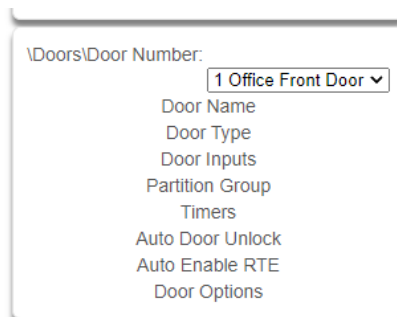 \Doors\Door Number:
1 Office Front Door
Door Name
Door Type
Door Inputs
Partition Group
Timers
Auto Door Unlock
Auto Enable RTE
Door Options